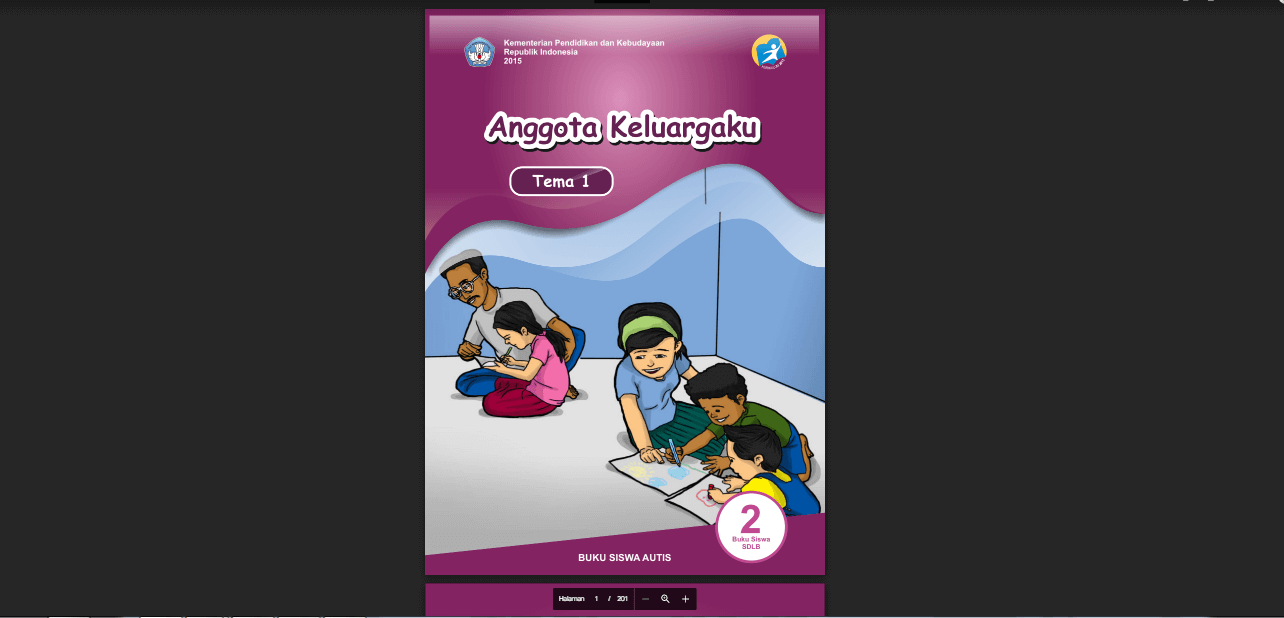 Kementerian Pendidikan dan Kebudayaan
Republik Indonesia
2015
Anggota Keluargaku
Tema 1
2
Buku Siswa
SDLB
BUKU SISWA AUTIS
Halaman 1 / 201